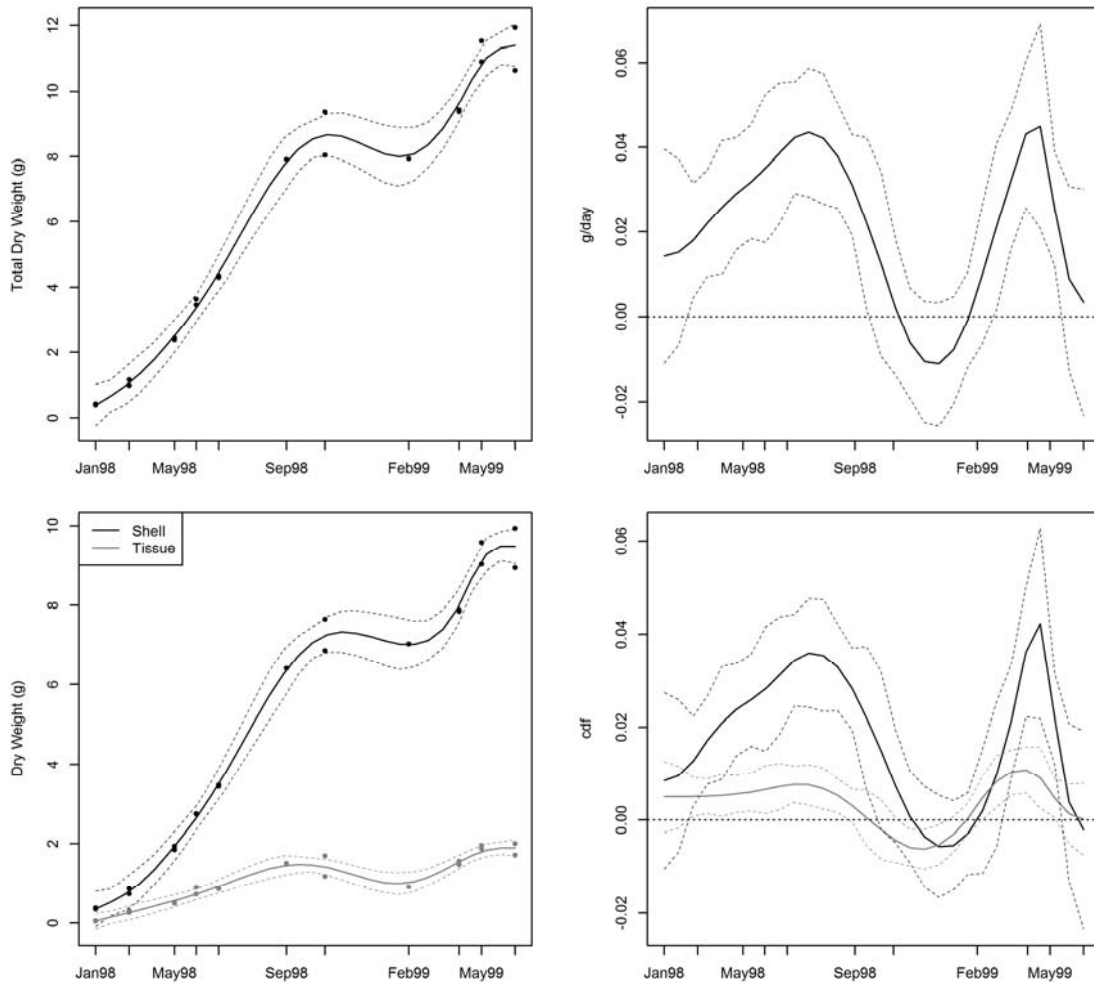 Total Dry Weight (g)
12
10
8
6
4
2
0
Jan98 May98 Sep98 Feb99 May99
g/day
0.06
0.04
0.02
0.00
-0.02
Jan98 May98 Sep98 Feb99 May99
Dry Weight (g)
10
8
6
4
2
0
Shell
Tissue
Jan98 May98 Sep98 Feb99 May99
cdf
0.06
0.04
0.02
0.00
-0.02
Jan98 May98 Sep98 Feb99 May99